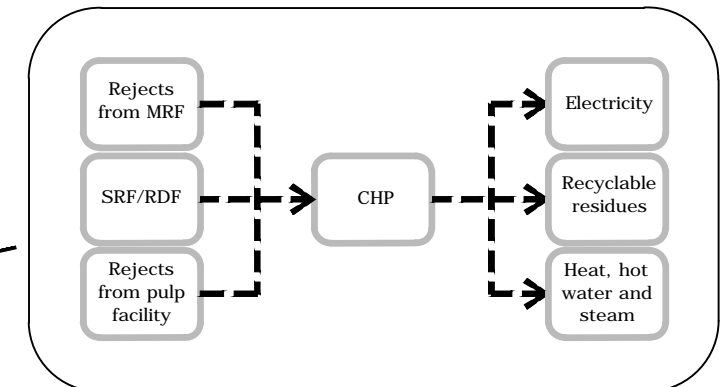 Rejects
from MRF
SRF/RDF
Rejects
from pulp
facility
CHP
Electricity
Recyclable
residues
Heat, hot
water and
steam